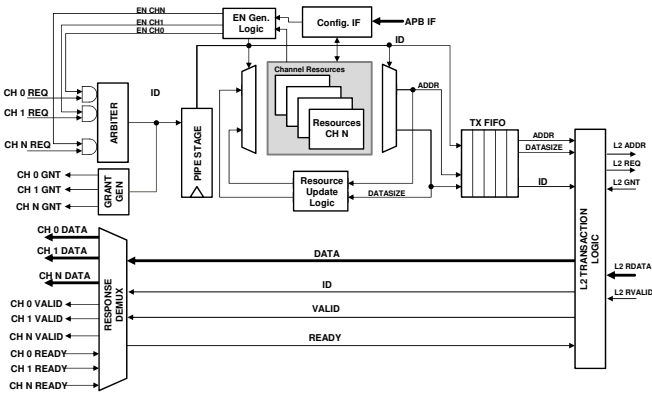 EN CHN
EN CH1
EN CH0
EN Gen.
Logic
Config. IF
APB IF
ID
Channel Resources
Resources
CH N
ADDR
CH 0 REQ
CH 1 REQ
CH N REQ
ARBITER
ID
PIPE STAGE
TX FIFO
ADDR
DATASIZE
ID
L2 ADDR
L2 REQ
L2 GNT
CH 0 GNT
CH 1 GNT
CH N GNT
GRANT
GEN
Resource
Update
Logic
DATASIZE
L2 TRANSACTION
LOGIC
CH 0 DATA
CH 1 DATA
CH N DATA
CH 0 VALID
CH 1 VALID
CH N VALID
CH 0 READY
CH 1 READY
CH N READY
RESPONSE
DEMUX
DATA
ID
VALID
READY
L2 RDATA
L2 RVALID